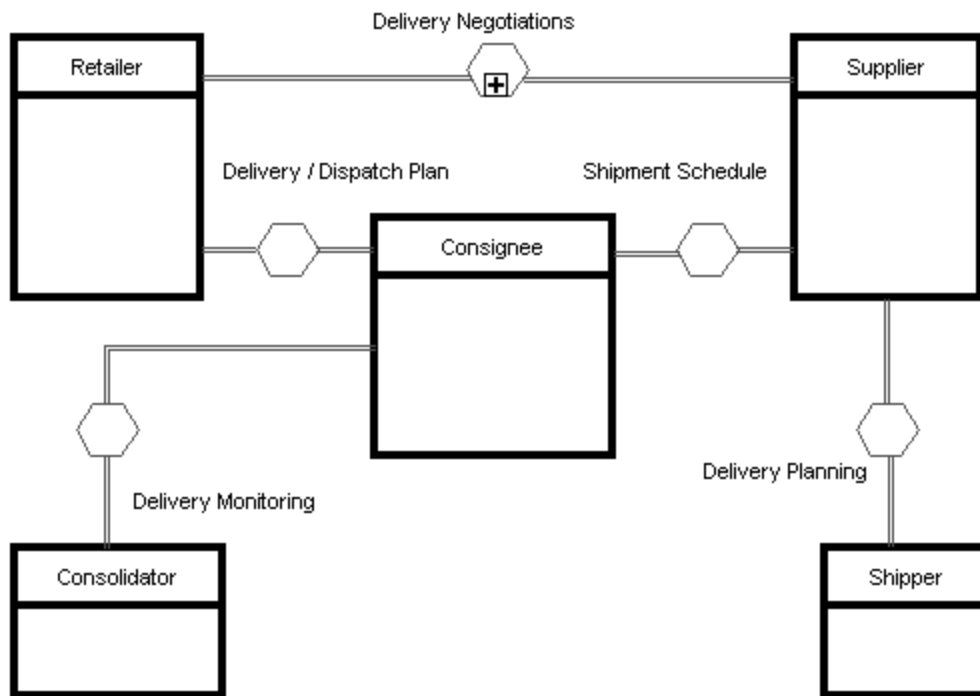 Delivery Negotiations
Retailer
Supplier
Delivery / Dispatch Plan
Shipment Schedule
Consignee
Delivery Planning
Delivery Monitoring
Consolidator
Shipper